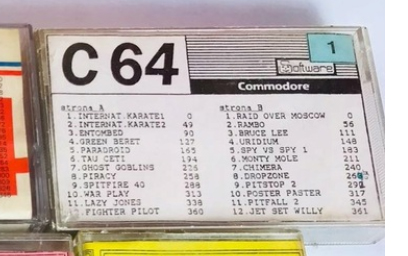 C 64
1
Software
Commodore
strona A
1.INTERNAT.KARATE1 0
2.INTERNAT.KARATE2 49
3.ENTOMBED 90
4.GREEN BERET 127
5.PARADROID 165
6.TAU CETI 194
7.GHOST GOBLINS 226
8.PIRACY 258
9.SPITFIRE 40 288
10.WAR PLAY 313
11.LAZY JONES 338
12.FIGHTER PILOT 360
strona B
1.RAID OVER MOSCOW 0
2.RAMBO 56
3.BRUCE LEE 111
4.URIDIUM 148
5.SPY VS SPY 1 183
6.MONTY MOLE 211
7.CHIMERA 240
8.DROPZONE
9.PITSTOP 2 291
10.POSTER PASTER 317
11.PITFALL 2 345
12.JET SET WILLY 361